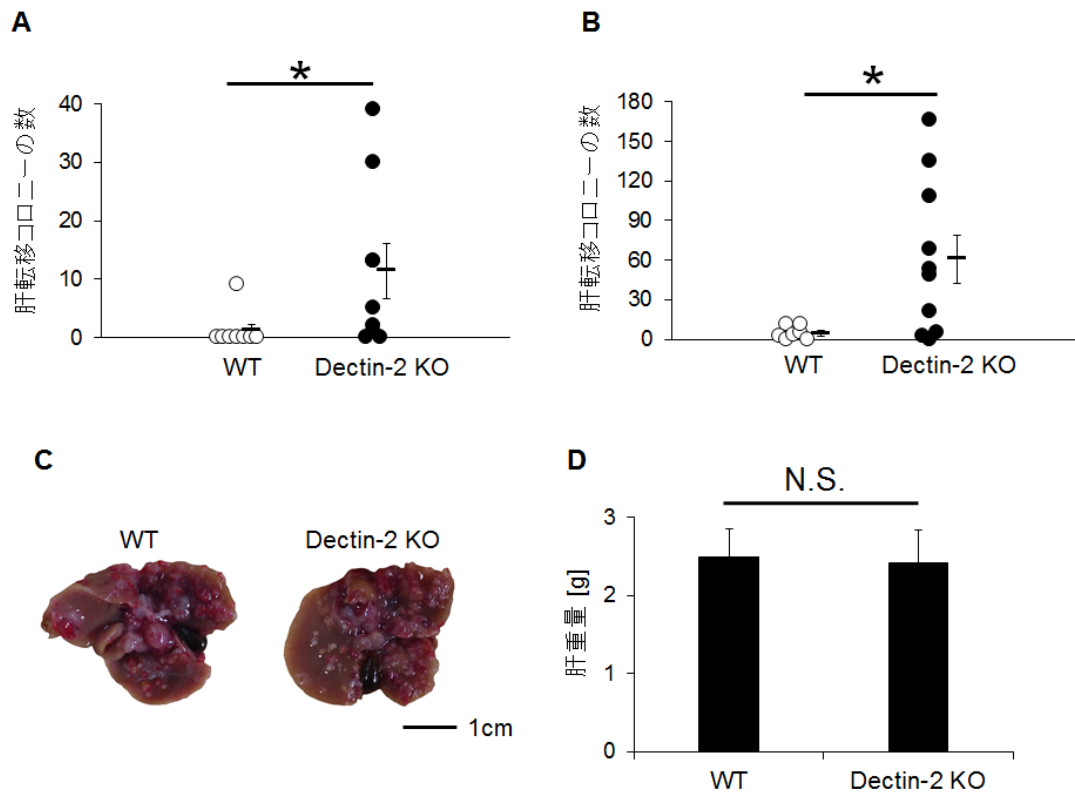 A
*
肝転移コロニーの数
40
30
20
10
0
WT
Dectin-2 KO
B
*
肝転移コロニーの数
180
150
120
90
60
30
0
WT
Dectin-2 KO
C
WT
Dectin-2 KO
1cm
D
N.S.
肝重量 [g]
3
2
1
0
WT
Dectin-2 KO